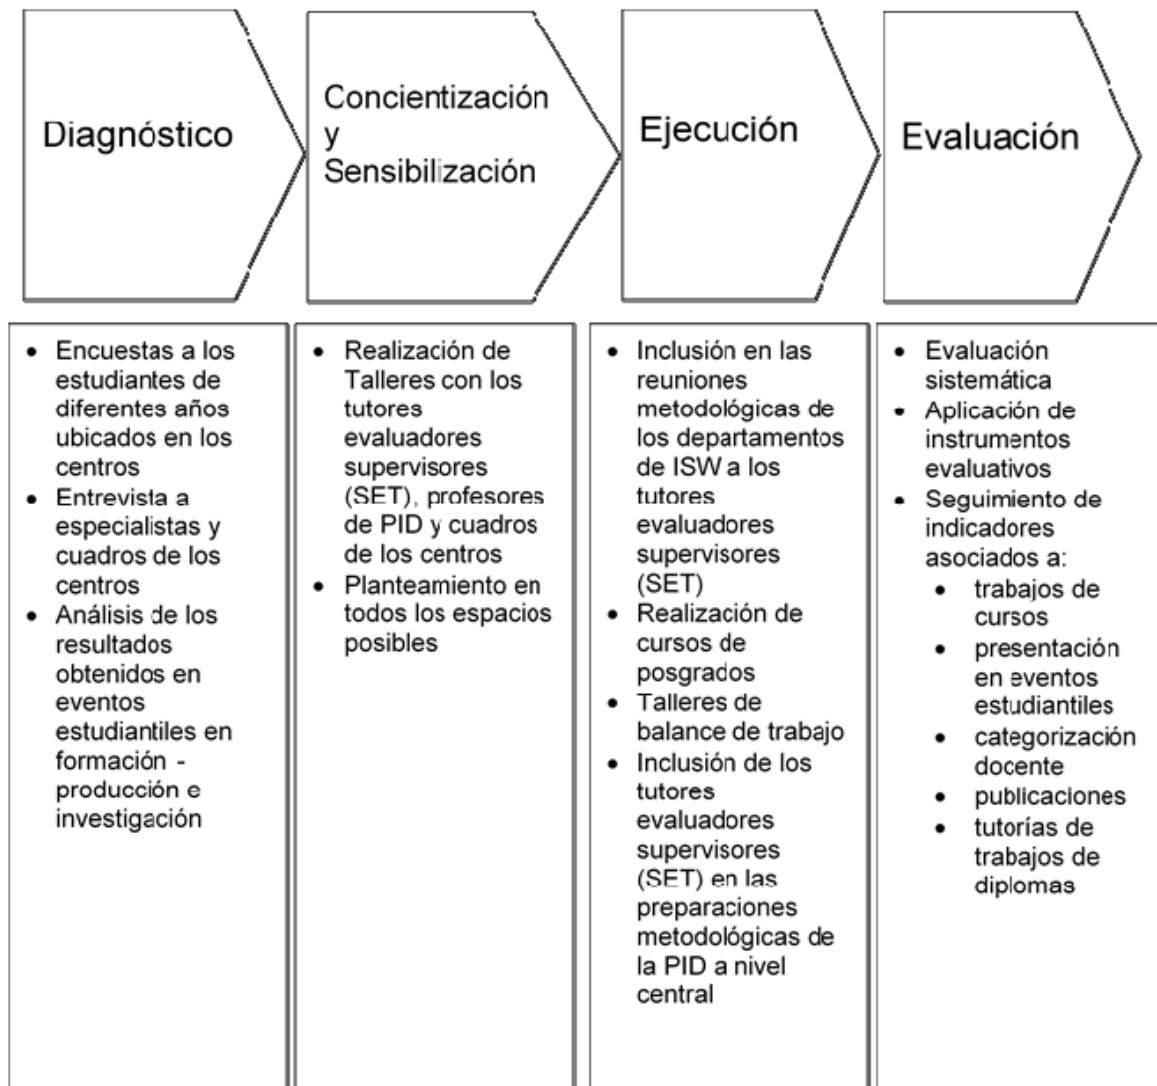 Diagnóstico
Concientización
y
Sensibilización
Ejecución
Evaluación
• Encuestas a los
estudiantes de
diferentes años
ubicados en los
centros
• Entrevista a
especialistas y
cuadros de los
centros
• Análisis de los
resultados
obtenidos en
eventos
estudiantiles en
formación -
producción e
investigación
• Realización de
Talleres con los
tutores
evaluadores
supervisores
(SET), profesores
de PID y cuadros
de los centros
• Planteamiento en
todos los espacios
posibles
• Inclusión en las
reuniones
metodológicas de
los departamentos
de ISW a los
tutores
evaluadores
supervisores
(SET)
• Realización de
cursos de
posgrados
• Talleres de
balance de trabajo
• Inclusión de los
tutores
evaluadores
supervisores
(SET) en las
preparaciones
metodológicas de
la PID a nivel
central
• Evaluación
sistemática
• Aplicación de
instrumentos
evaluativos
• Seguimiento de
indicadores
asociados a:
• trabajos de
cursos
• presentación
en eventos
estudiantiles
• categorización
docente
• publicaciones
• tutorías de
trabajos de
diplomas